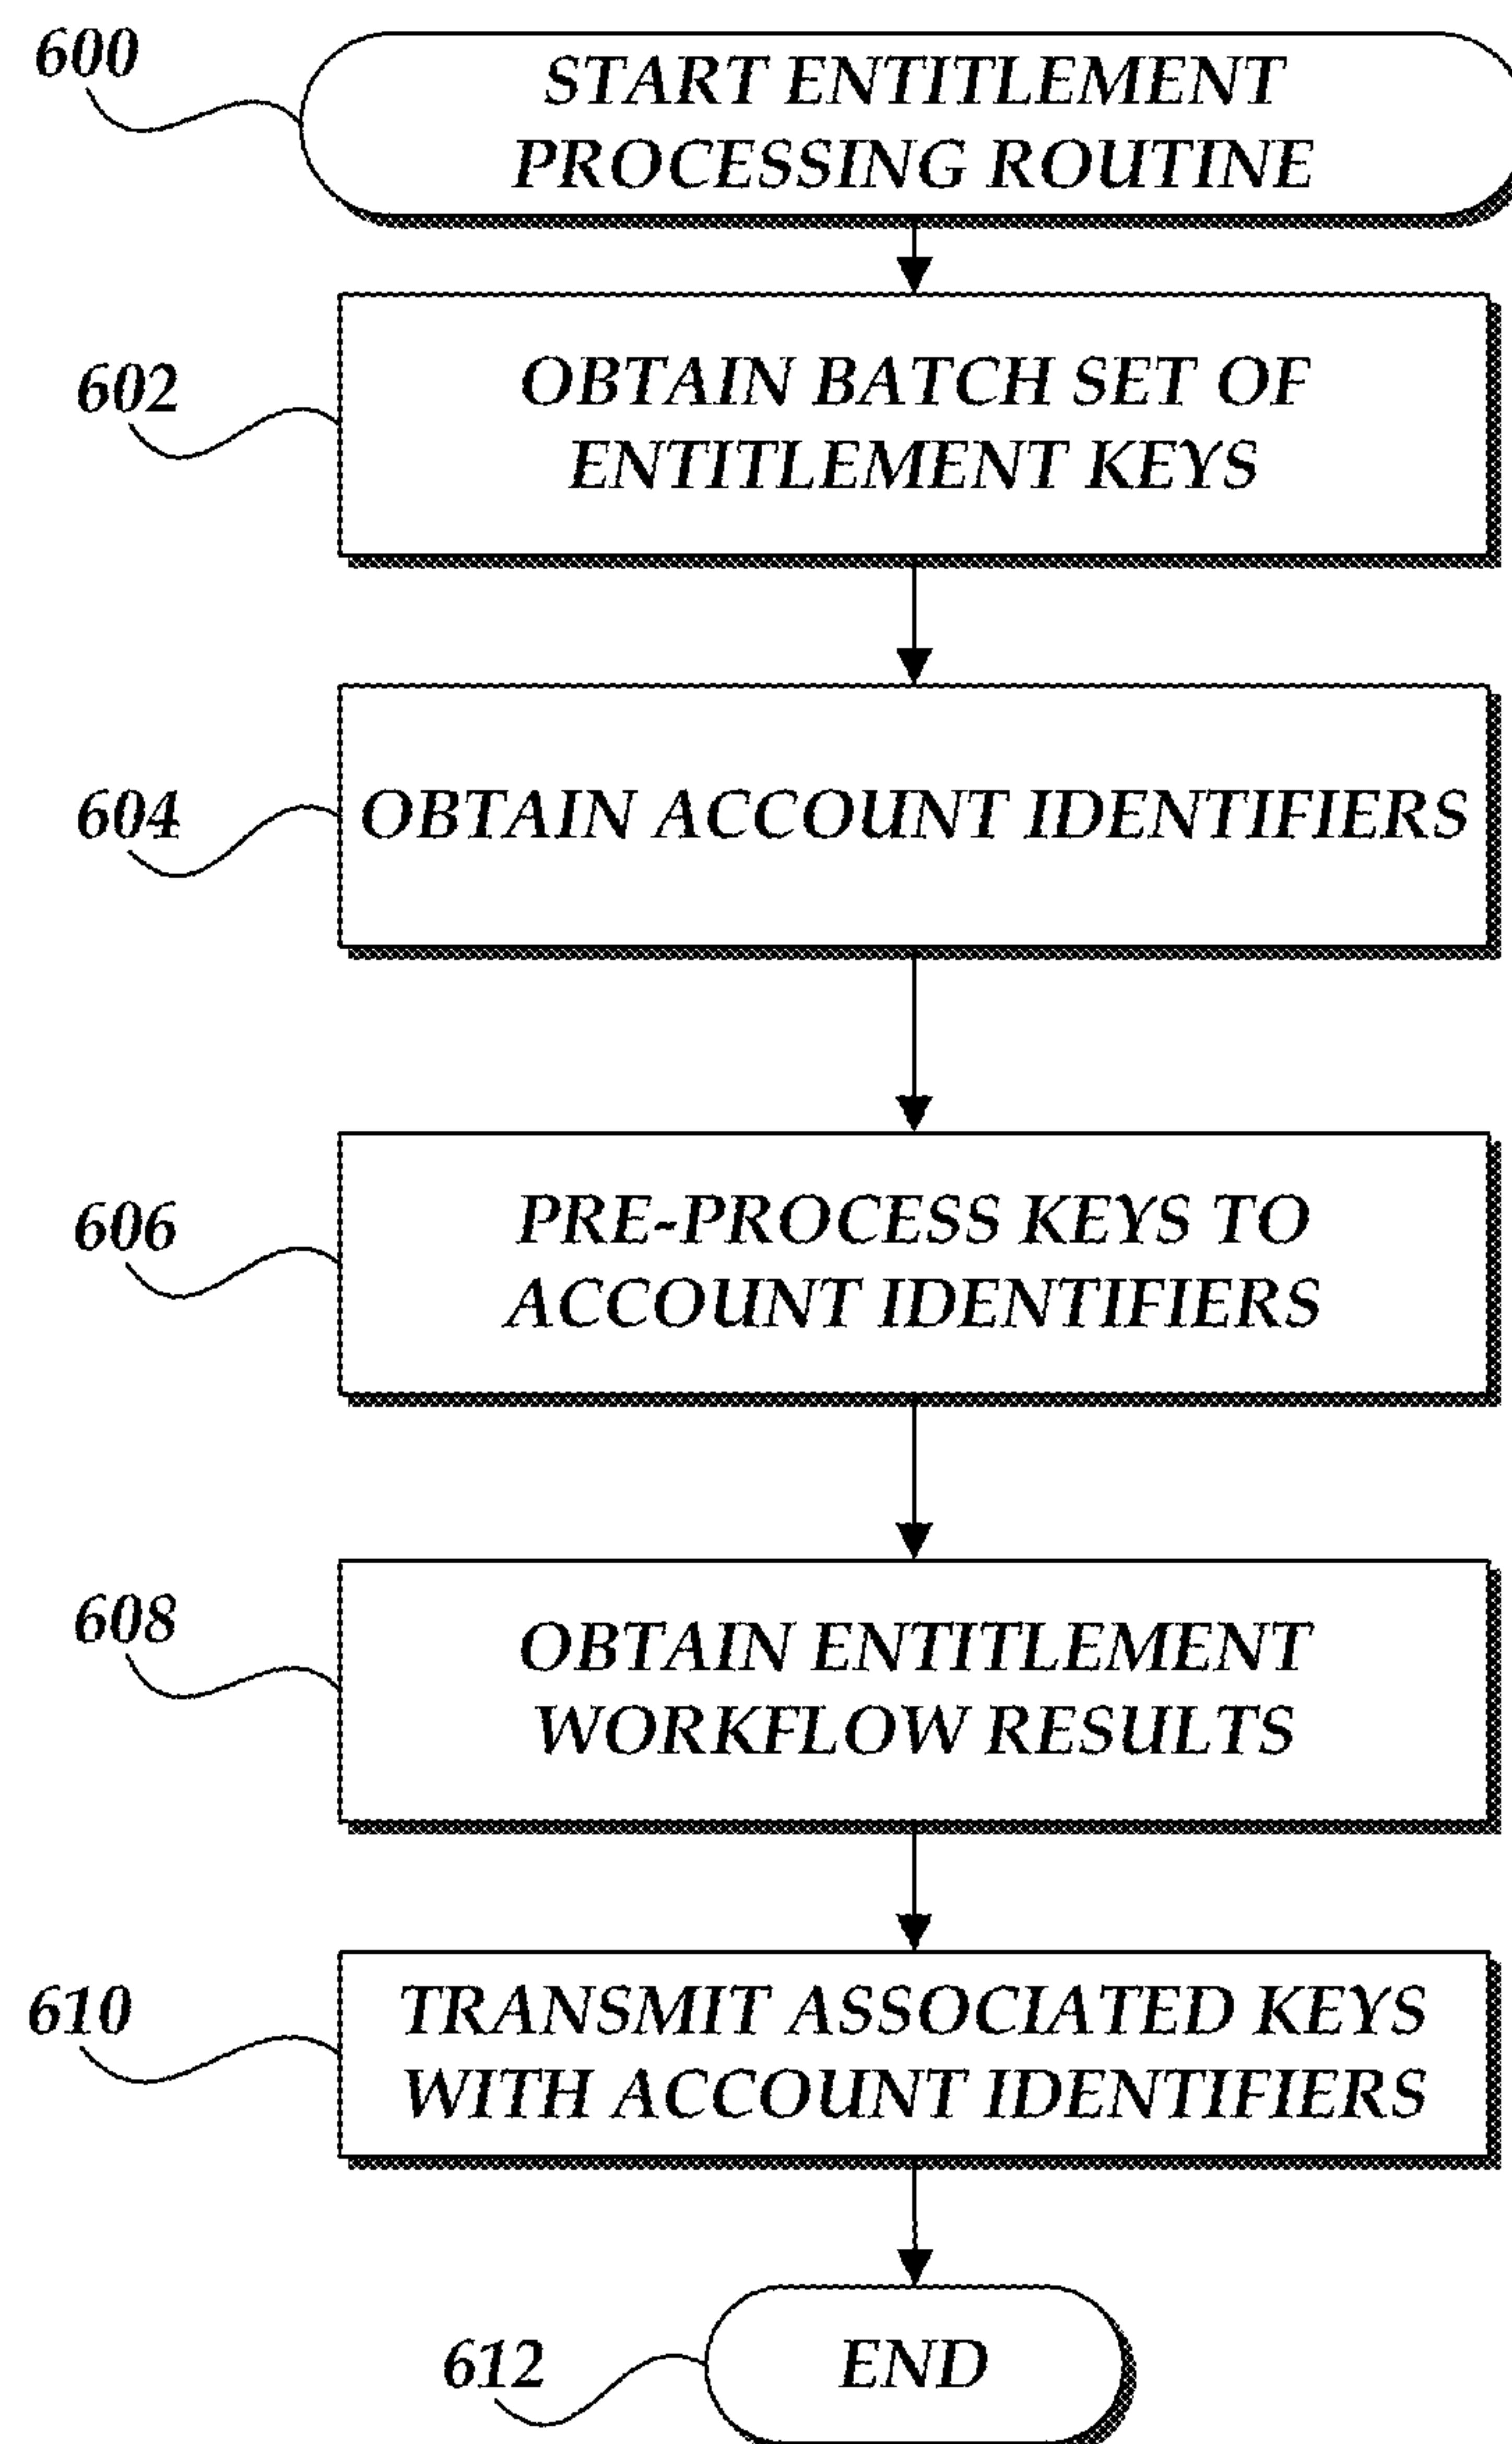 600
START ENTITLEMENT
PROCESSING ROUTINE
602
OBTAIN BATCH SET OF
ENTITLEMENT KEYS
604
OBTAIN ACCOUNT IDENTIFIERS
606
PRE-PROCESS KEYS TO
ACCOUNT IDENTIFIERS
608
OBTAIN ENTITLEMENT
WORKFLOW RESULTS
610
TRANSMIT ASSOCIATED KEYS
WITH ACCOUNT IDENTIFIERS
612
END